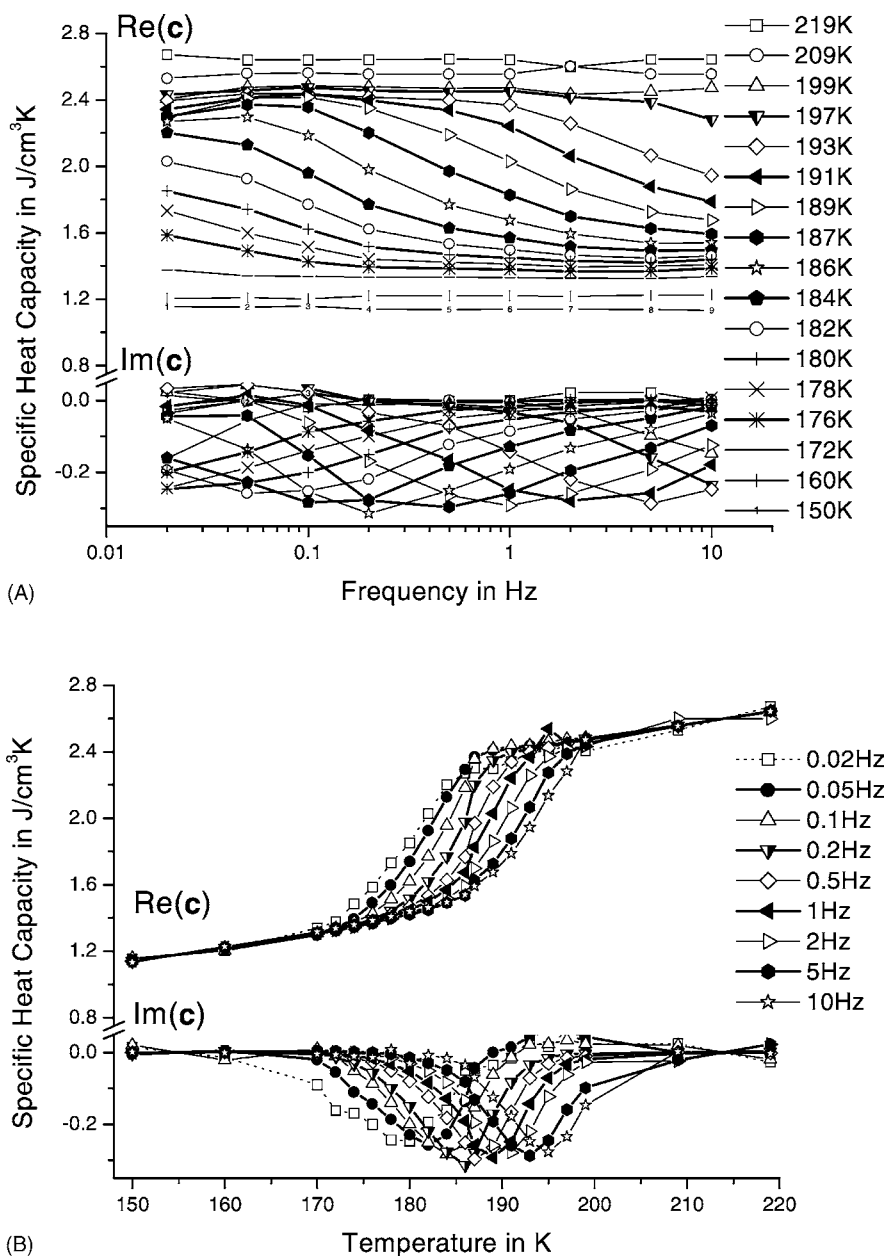 Re(c)
2.8
2.4
2.0
1.6
1.2
0.8
Im(c)
0.0
-0.2
Specific Heat Capacity in J/cm³K
1 2 3 4 5 6 7 8 9
0.01 0.1 1 10
Frequency in Hz
(A)
219K
209K
199K
197K
193K
191K
189K
187K
186K
184K
182K
180K
178K
176K
172K
160K
150K
2.8
2.4
2.0
1.6
1.2
0.8
Re(c)
Im(c)
0.0
-0.2
Specific Heat Capacity in J/cm³K
150 160 170 180 190 200 210 220
Temperature in K
(B)
0.02Hz
0.05Hz
0.1Hz
0.2Hz
0.5Hz
1Hz
2Hz
5Hz
10Hz